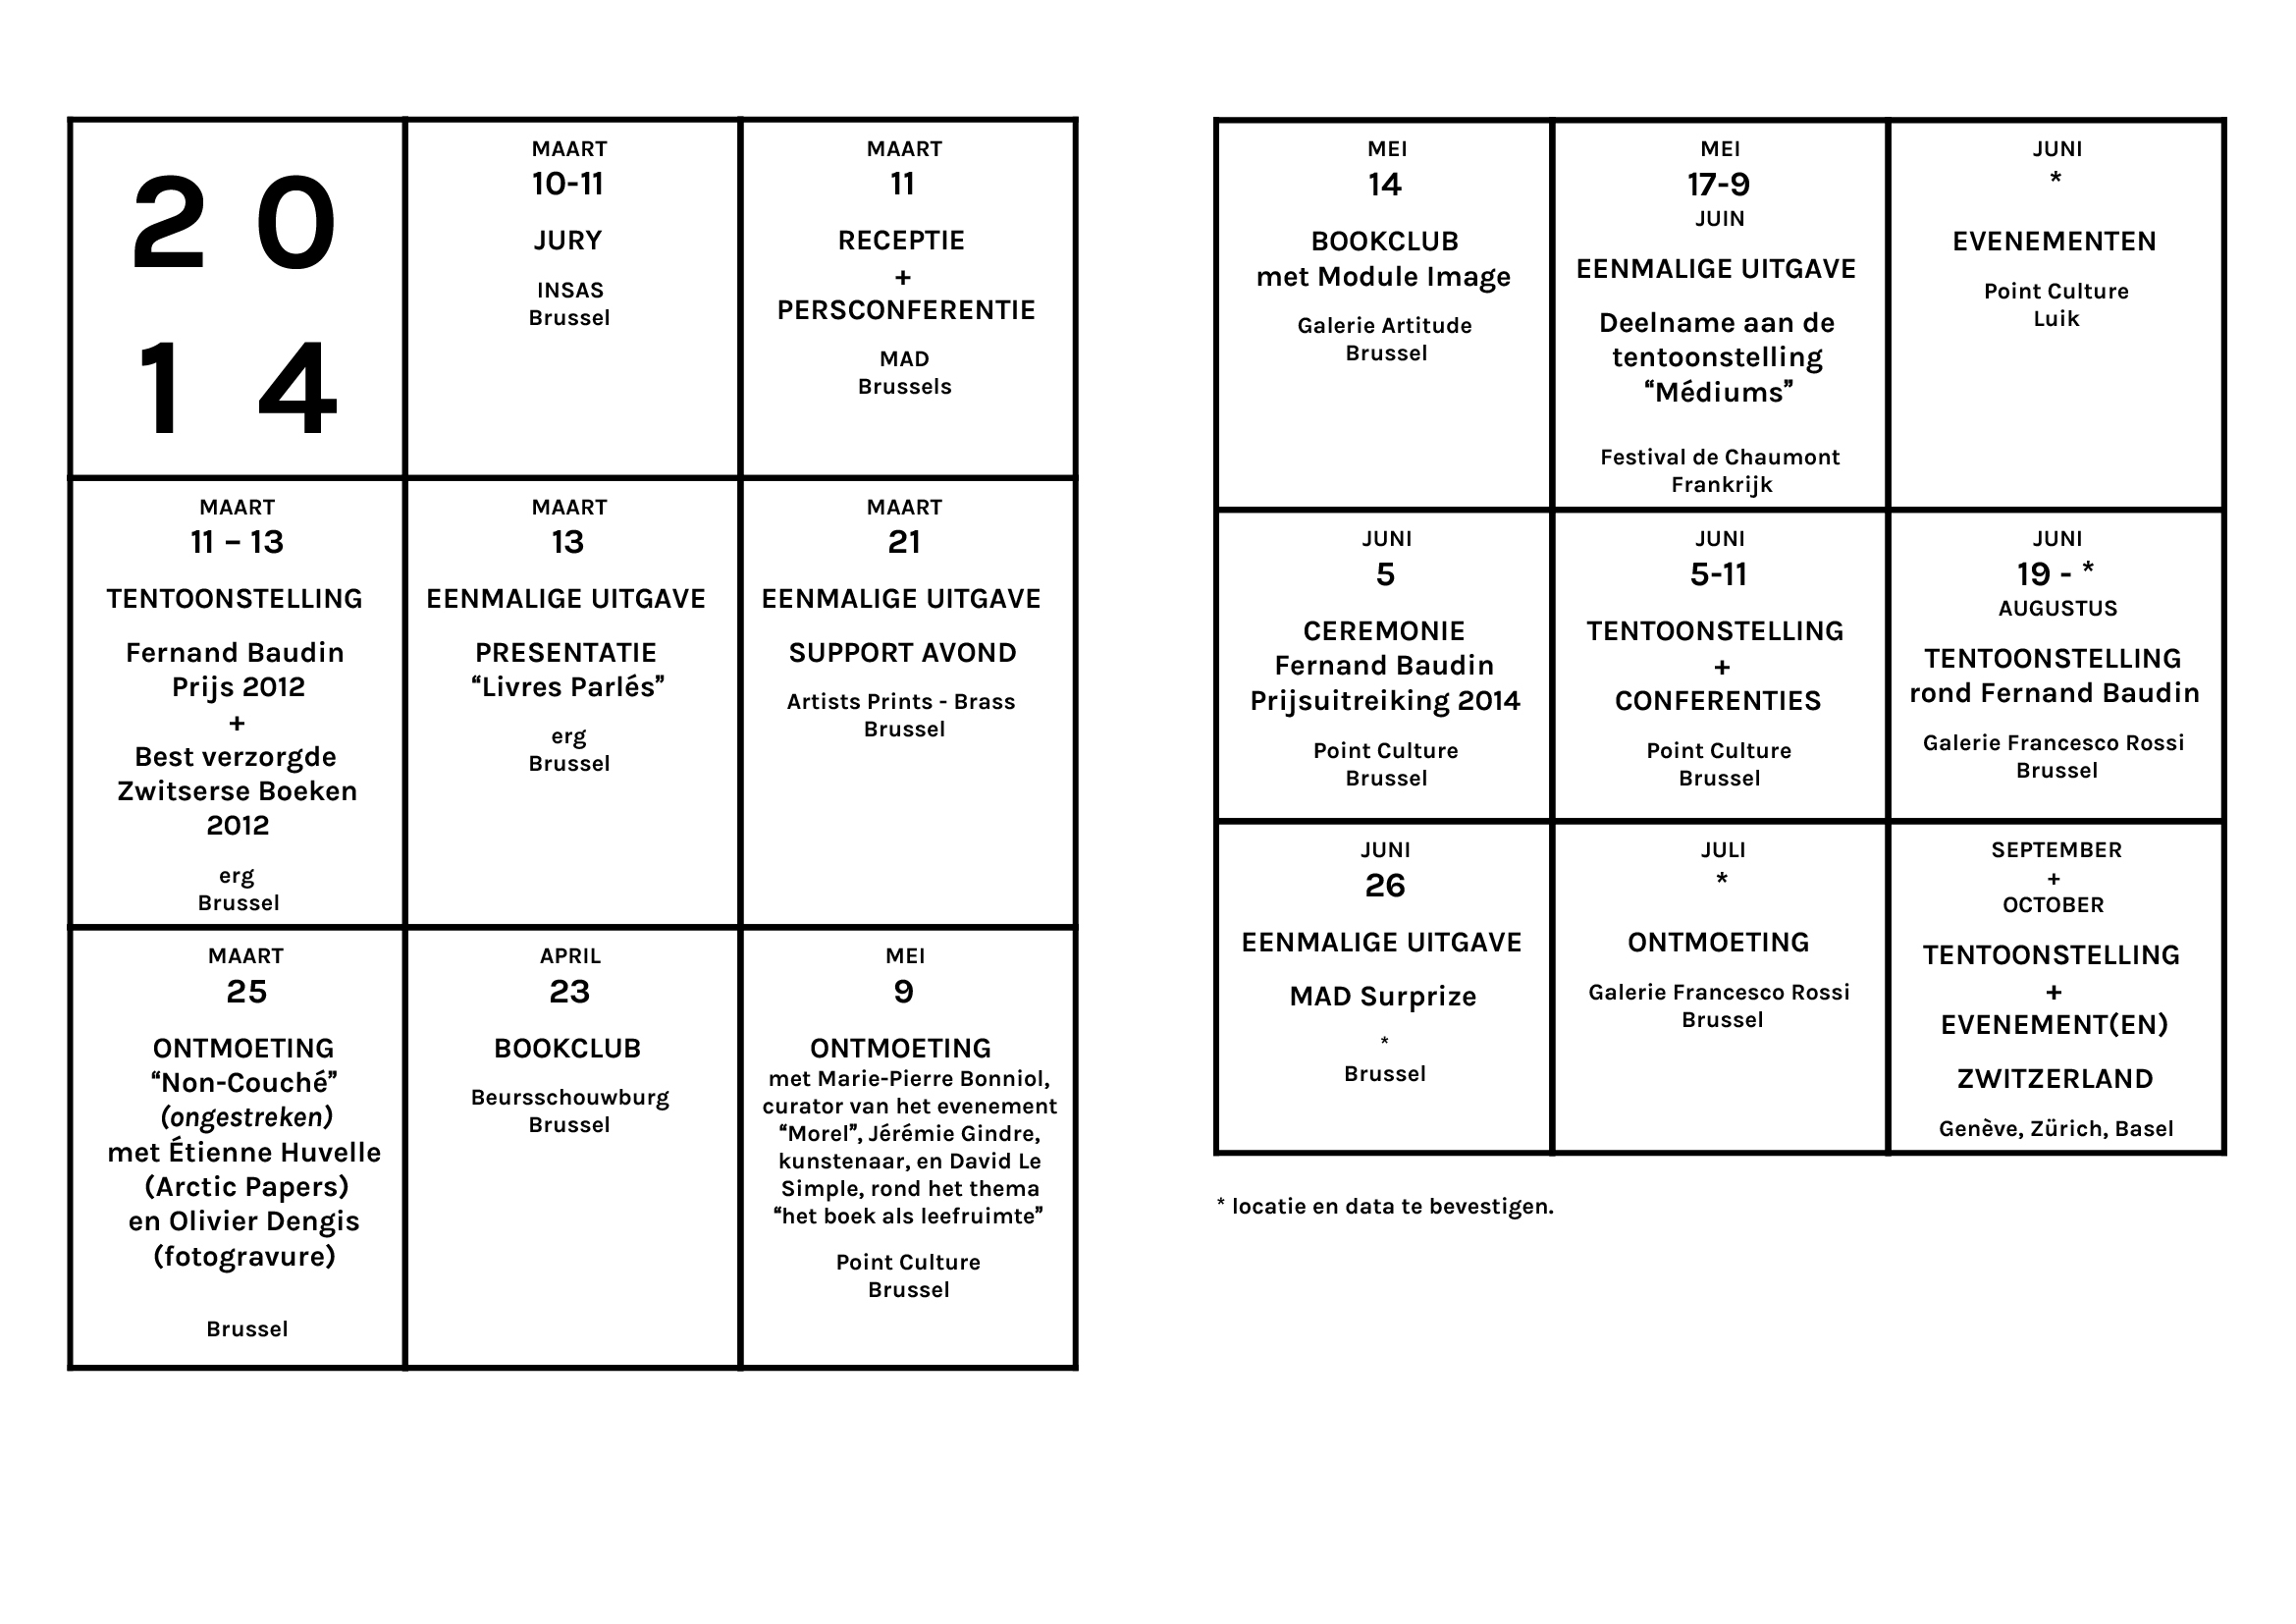 2 0
1 4
MAART
10-11
JURY
INSAS
Brussel
MAART
11
RECEPTIE
+
PERSCONFERENTIE
MAD
Brussels
MAART
11 – 13
TENTOONSTELLING
Fernand Baudin
Prijs 2012
+
Best verzorgde
Zwitserse Boeken
2012
erg
Brussel
MAART
13
EENMALIGE UITGAVE
PRESENTATIE
“Livres Parlés”
erg
Brussel
MAART
21
EENMALIGE UITGAVE
SUPPORT AVOND
Artists Prints - Brass
Brussel
MAART
25
ONTMOETING
“Non-Couché”
(ongestreken)
met Étienne Huvelle
(Arctic Papers)
en Olivier Dengis
(fotogravure)
Brussel
APRIL
23
BOOKCLUB
Beursschouwburg
Brussel
MEI
9
ONTMOETING
met Marie-Pierre Bonniol,
curator van het evenement
“Morel”, Jérémie Gindre,
kunstenaar, en David Le
Simple, rond het thema
“het boek als leefruimte”
Point Culture
Brussel
MEI
14
BOOKCLUB
met Module Image
Galerie Artitude
Brussel
MEI
17-9
JUIN
EENMALIGE UITGAVE
Deelname aan de
tentoonstelling
“Médiums”
Festival de Chaumont
Frankrijk
JUNI
*
EVENEMENTEN
Point Culture
Luik
JUNI
5
CEREMONIE
Fernand Baudin
Prijsuitreiking 2014
Point Culture
Brussel
JUNI
5-11
TENTOONSTELLING
+
CONFERENTIES
Point Culture
Brussel
JUNI
19 - *
AUGUSTUS
TENTOONSTELLING
rond Fernand Baudin
Galerie Francesco Rossi
Brussel
JUNI
26
EENMALIGE UITGAVE
MAD Surprize
*
Brussel
JULI
*
ONTMOETING
Galerie Francesco Rossi
Brussel
SEPTEMBER
+
OCTOBER
TENTOONSTELLING
+
EVENEMENT(EN)
ZWITZERLAND
Genève, Zürich, Basel
* locatie en data te bevestigen.